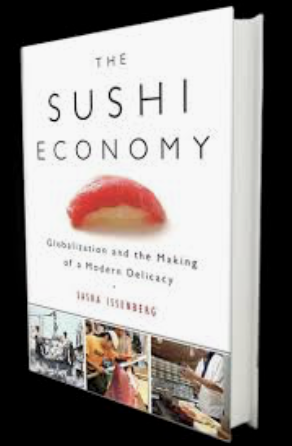 THE
SUSHI
ECONOMY
Globalization and the Making
of a Modern Delicacy
SASHA ISSENBERG